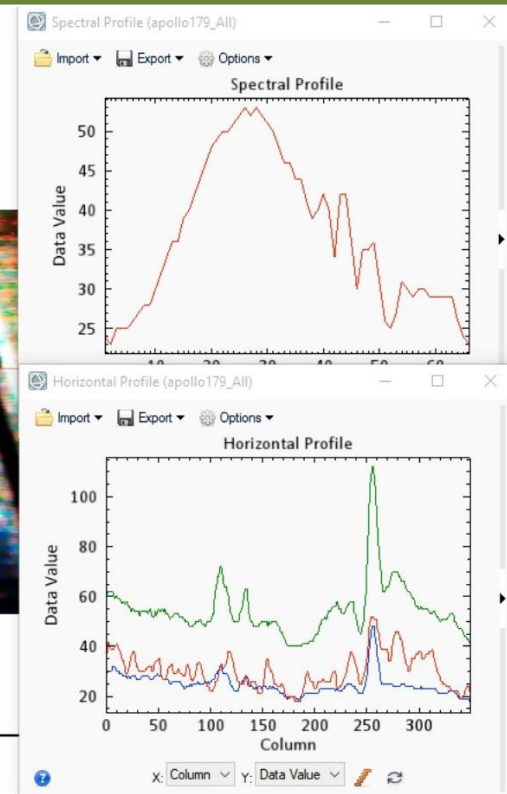 Spectral Profile (apollo179_All)
Import Export Options
Spectral Profile
50
45
40
35
30
25
Data Value
10 20 30 40 50 60
Horizontal Profile (apollo179_All)
Import Export Options
Horizontal Profile
100
80
60
40
20
Data Value
0 50 100 150 200 250 300
Column
X: Column Y: Data Value